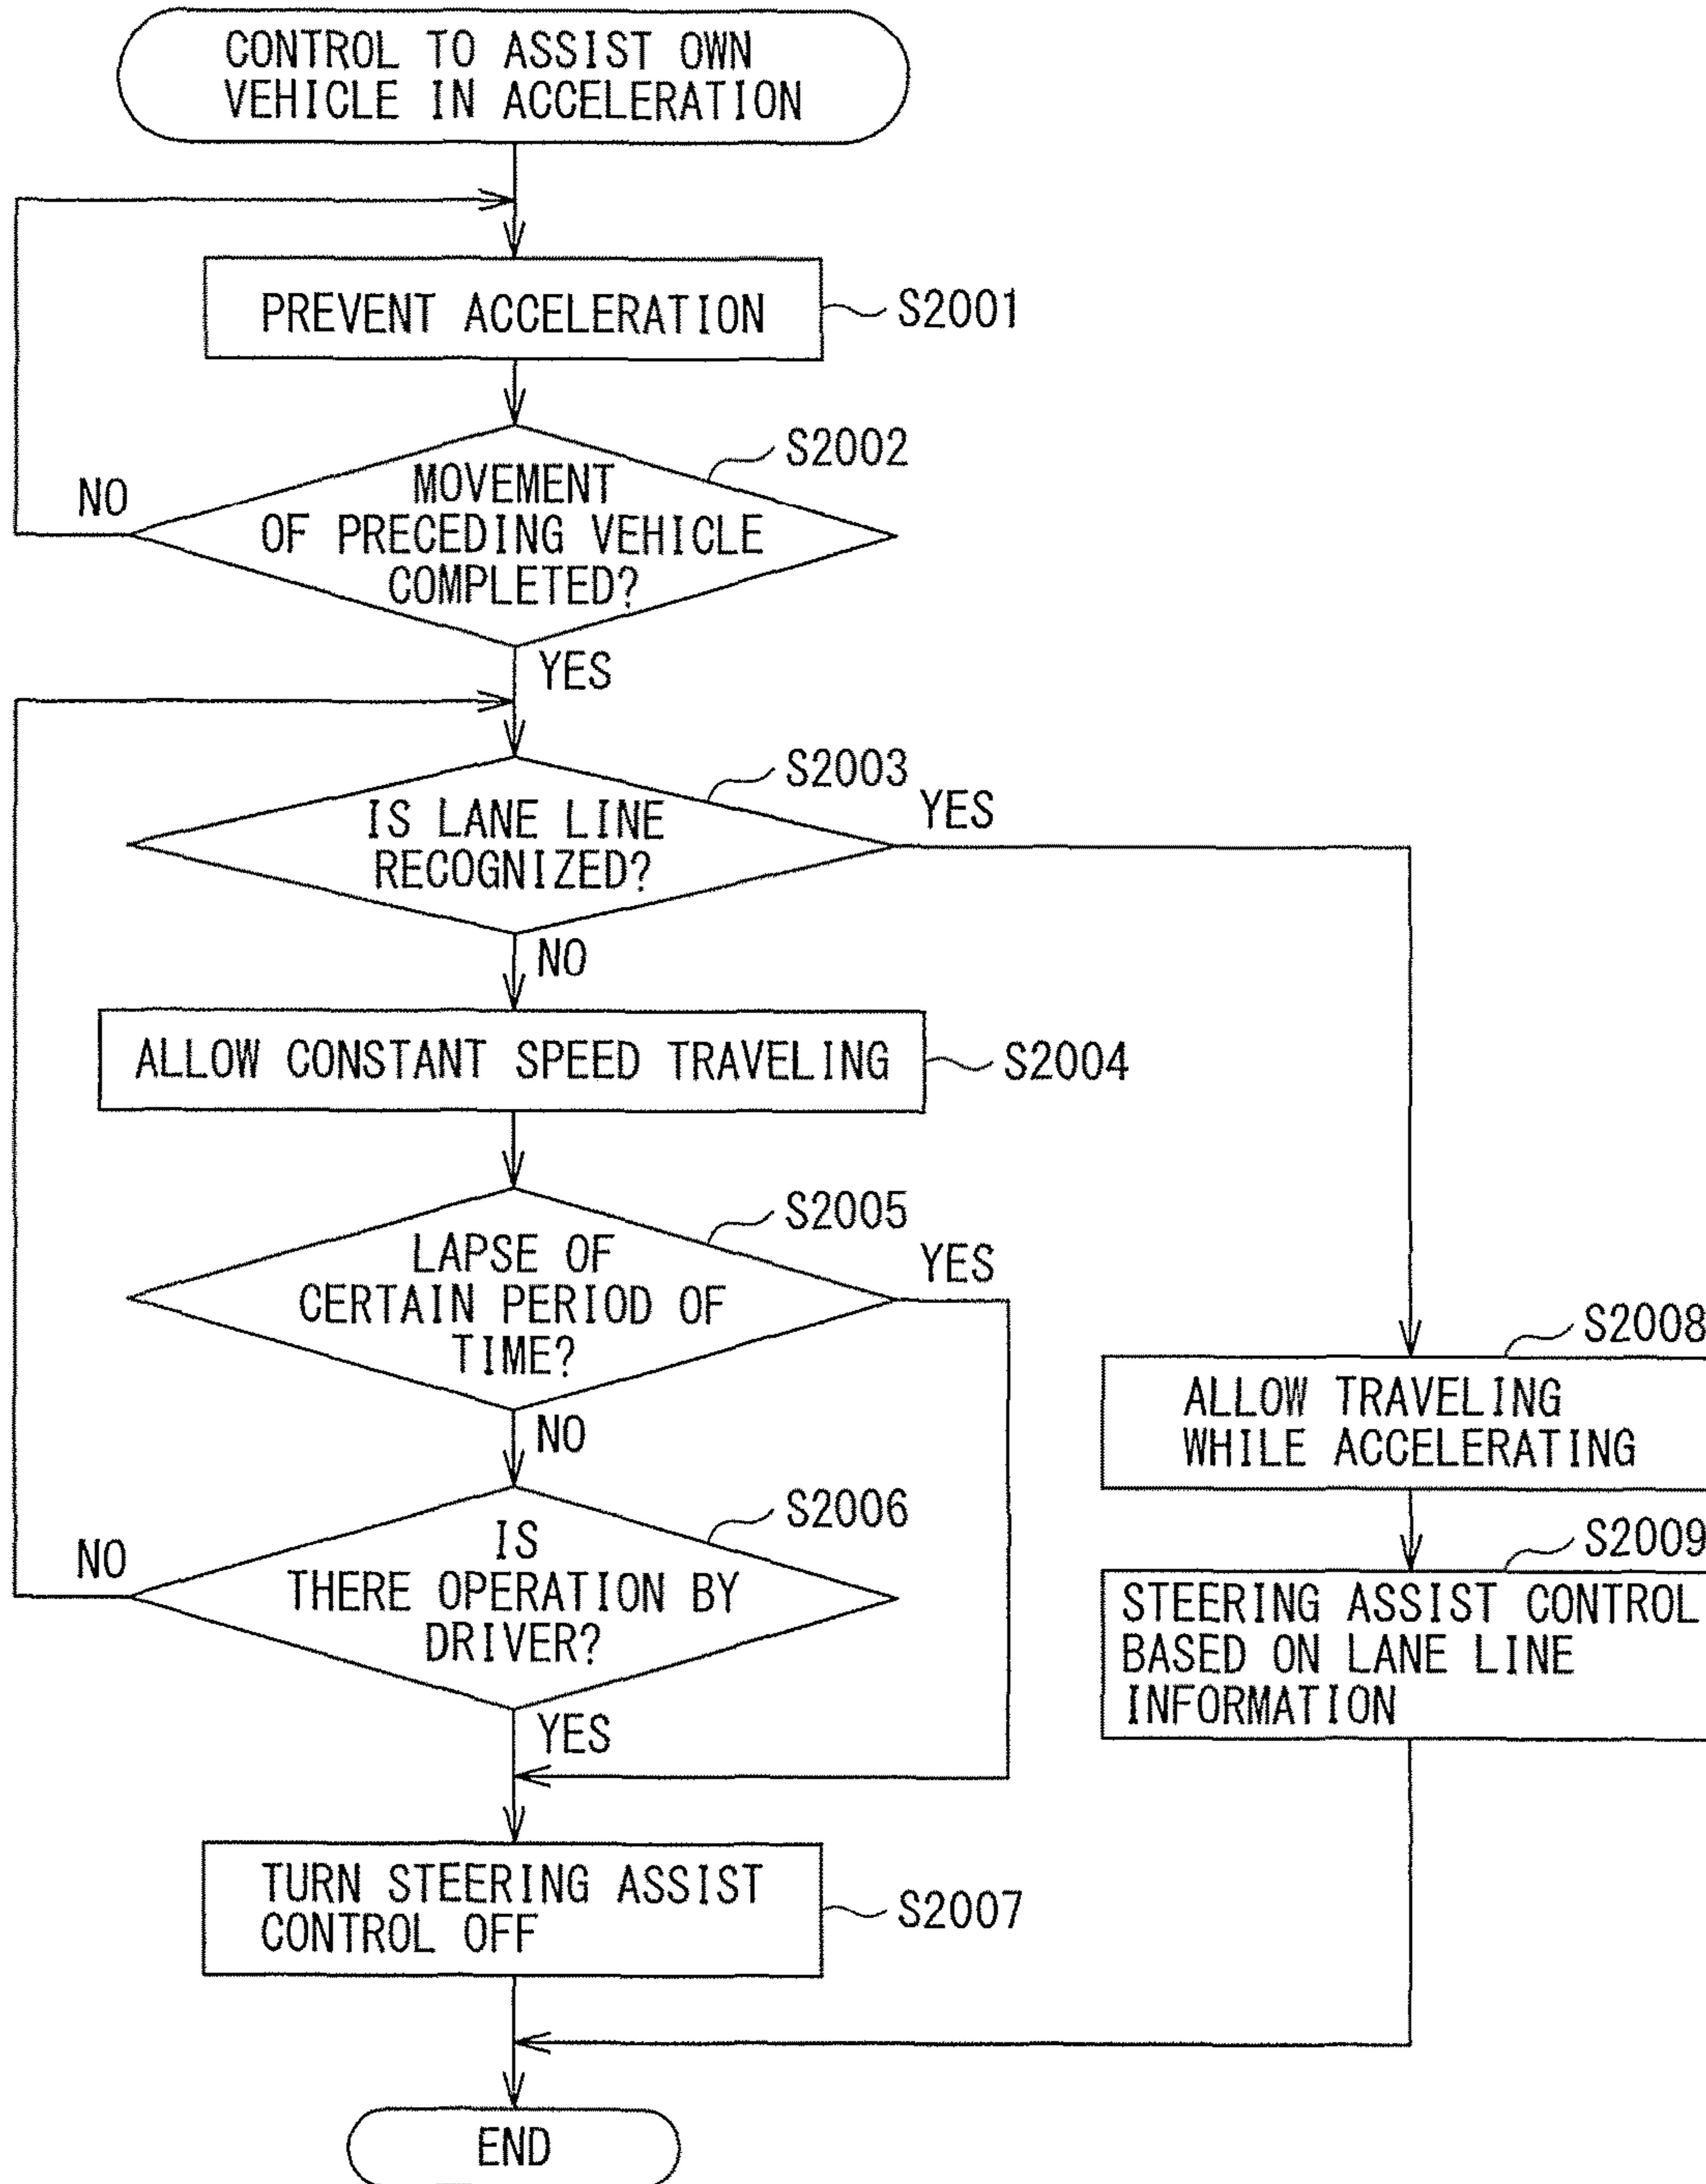 CONTROL TO ASSIST OWN
VEHICLE IN ACCELERATION
PREVENT ACCELERATION
S2001
S2002
MOVEMENT
OF PRECEDING VEHICLE
COMPLETED?
NO
YES
S2003
IS LANE LINE
RECOGNIZED?
YES
NO
ALLOW CONSTANT SPEED TRAVELING
S2004
S2005
LAPSE OF
CERTAIN PERIOD OF
TIME?
YES
NO
S2006
IS
THERE OPERATION BY
DRIVER?
NO
YES
TURN STEERING ASSIST
CONTROL OFF
S2007
S2008
ALLOW TRAVELING
WHILE ACCELERATING
S2009
STEERING ASSIST CONTROL
BASED ON LANE LINE
INFORMATION
END